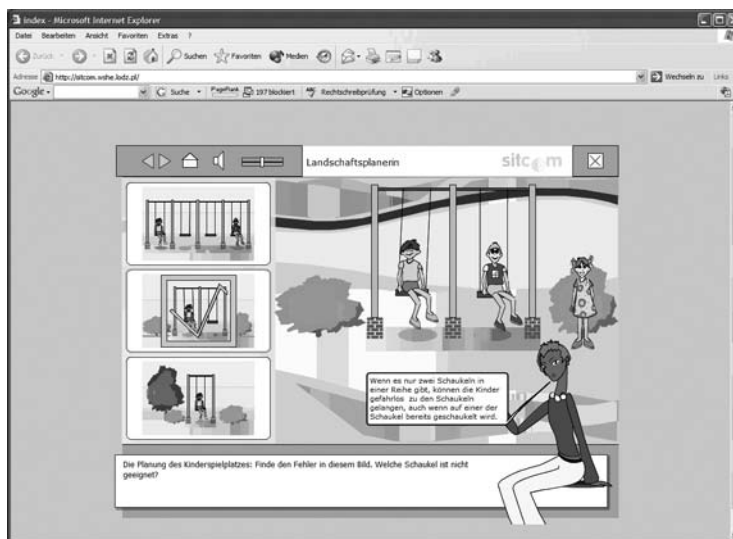 index - Microsoft Internet Explorer
Datei Bearbeiten Ansicht Favoriten Extras ?
Zurück Suchen Favoriten Medien
Adresse http://sitcom.wshe.lodz.pl/ Wechseln zu Links
Google Suche PageRank 197 blockiert Rechtschreibprüfung Optionen
Landschaftsplanerin sitcom
Wenn es nur zwei Schaukeln in
einer Reihe gibt, können die Kinder
gefahrlos zu den Schaukeln
gelangen, auch wenn auf einer der
Schaukel bereits geschaukelt wird.
Die Planung des Kinderspielplatzes: Finde den Fehler in diesem Bild. Welche Schaukel ist nicht
geeignet?